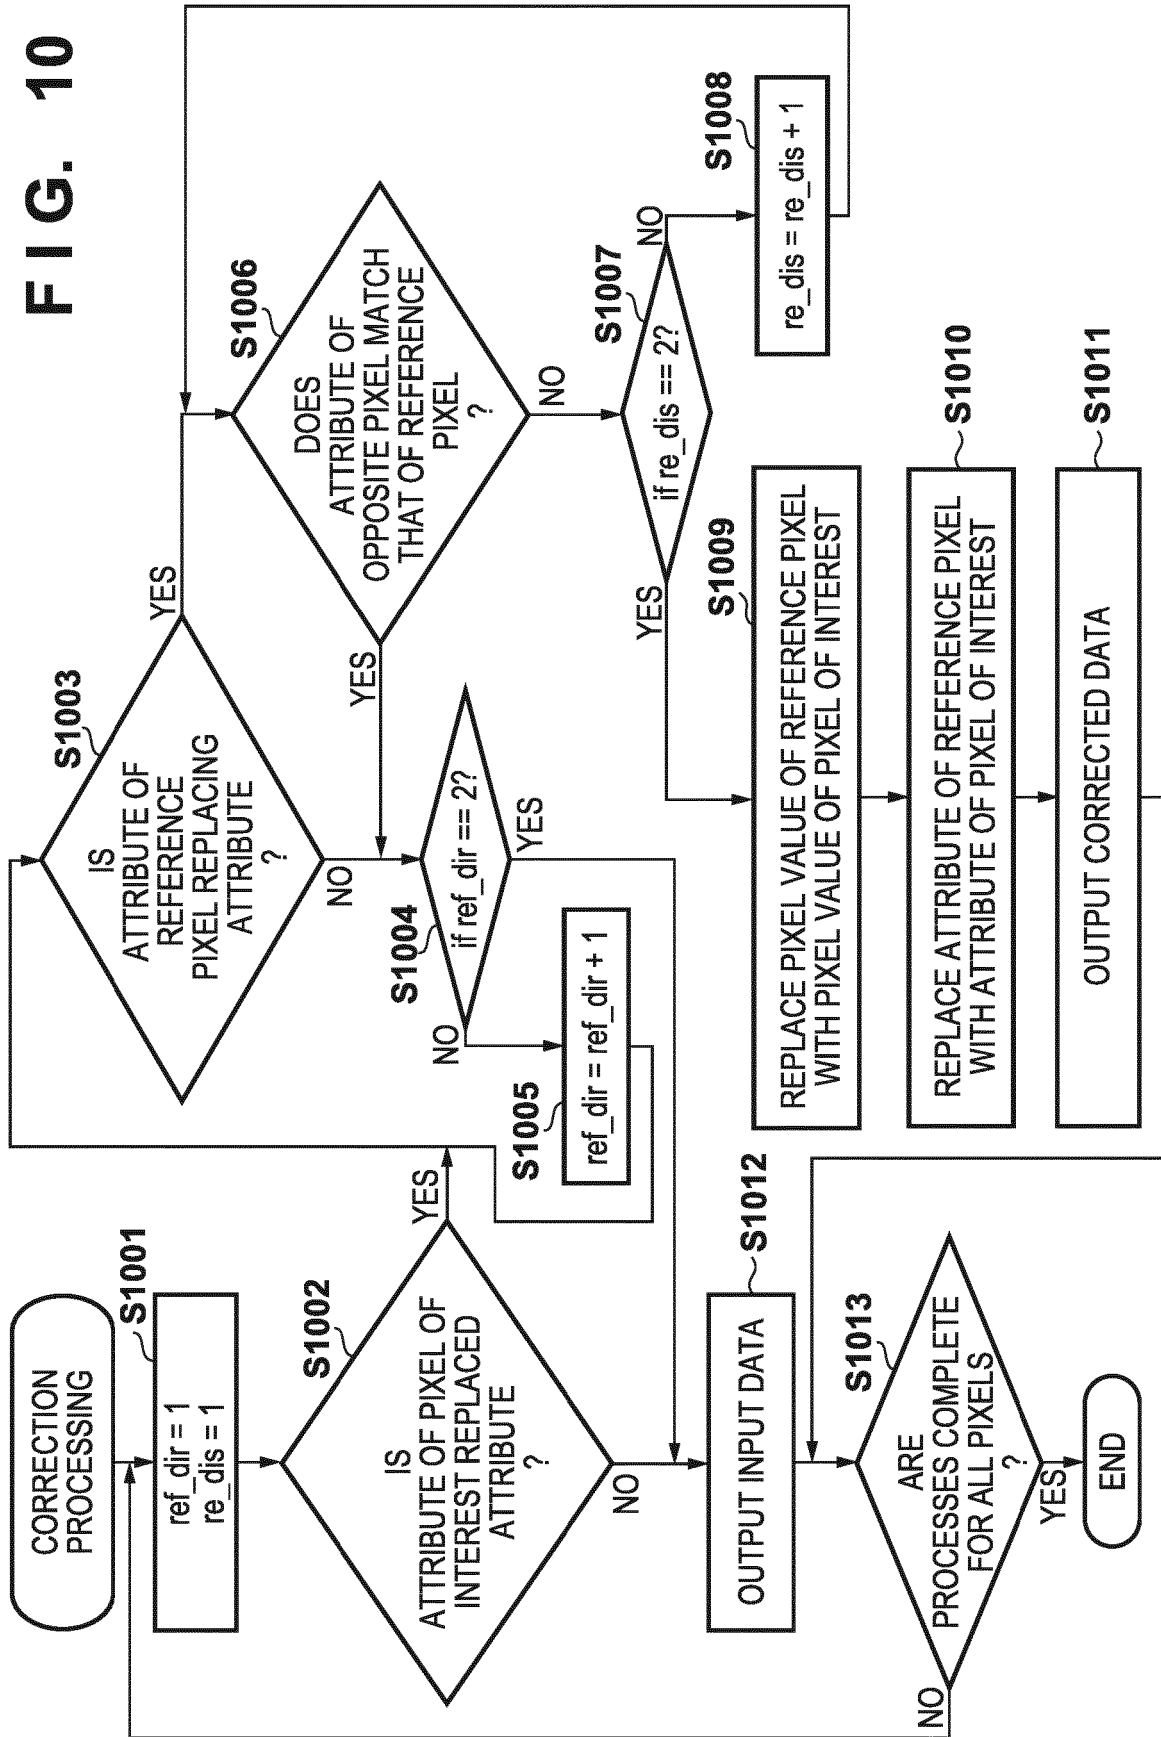 FIG. 10
CORRECTION
PROCESSING
S1001
ref_dir = 1
re_dis = 1
S1002
IS
ATTRIBUTE OF PIXEL OF
INTEREST REPLACED
ATTRIBUTE
?
YES
NO
S1003
IS
ATTRIBUTE OF
REFERENCE
PIXEL REPLACING
ATTRIBUTE
?
YES
NO
S1004
if ref_dir == 2?
NO
YES
S1005
ref_dir = ref_dir + 1
S1006
DOES
ATTRIBUTE OF
OPPOSITE PIXEL MATCH
THAT OF REFERENCE
PIXEL
?
YES
NO
S1007
if re_dis == 2?
NO
YES
S1008
re_dis = re_dis + 1
S1009
REPLACE PIXEL VALUE OF REFERENCE PIXEL
WITH PIXEL VALUE OF PIXEL OF INTEREST
S1010
REPLACE ATTRIBUTE OF REFERENCE PIXEL
WITH ATTRIBUTE OF PIXEL OF INTEREST
S1011
OUTPUT CORRECTED DATA
S1012
OUTPUT INPUT DATA
S1013
ARE
PROCESSES COMPLETE
FOR ALL PIXELS
?
NO
YES
END